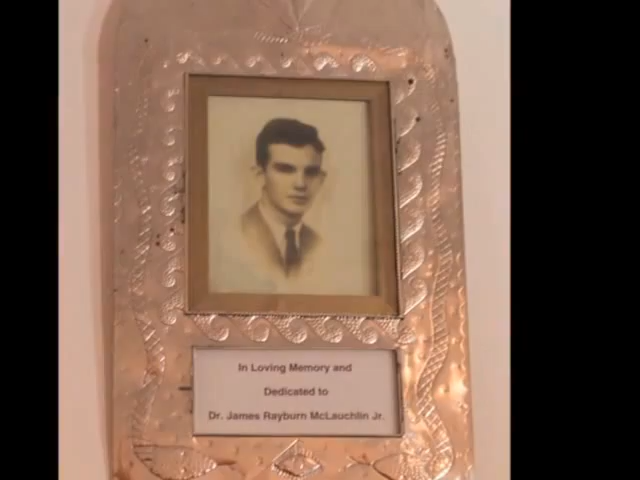 In Loving Memory and
Dedicated to
Dr. James Rayburn McLauchlin Jr.